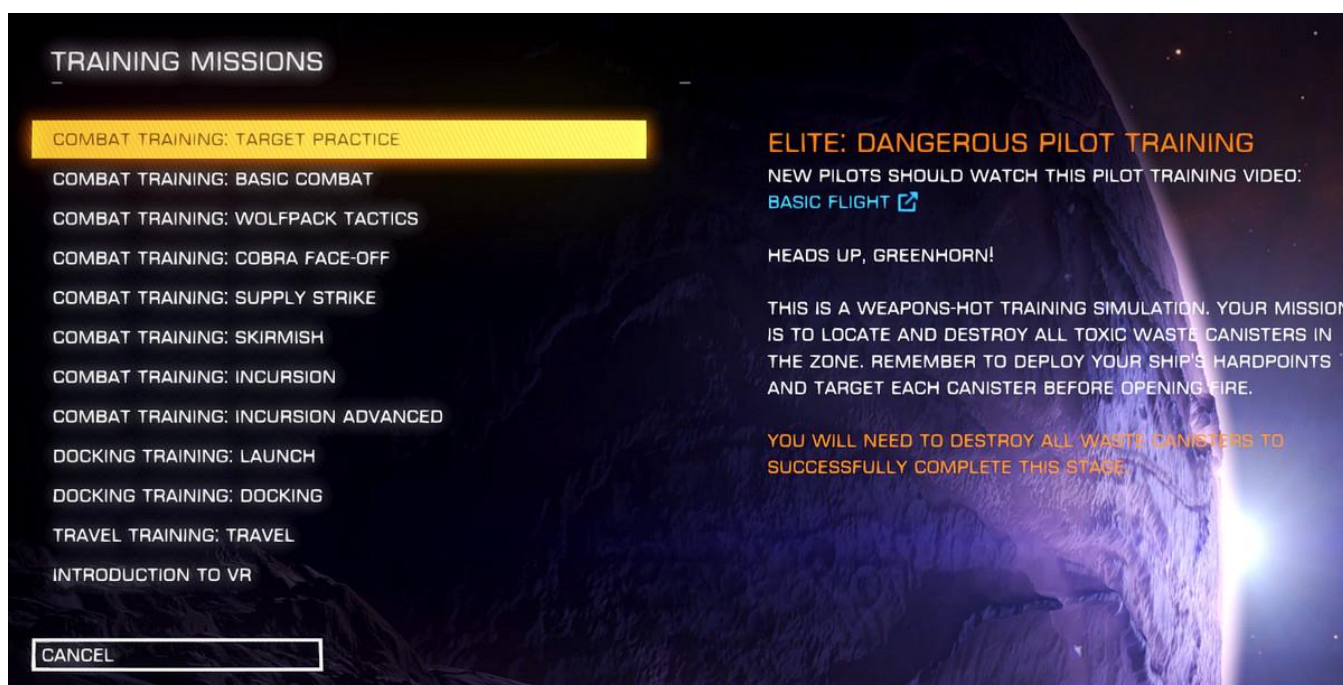 TRAINING MISSIONS
COMBAT TRAINING: TARGET PRACTICE
COMBAT TRAINING: BASIC COMBAT
COMBAT TRAINING: WOLFPACK TACTICS
COMBAT TRAINING: COBRA FACE-OFF
COMBAT TRAINING: SUPPLY STRIKE
COMBAT TRAINING: SKIRMISH
COMBAT TRAINING: INCURSION
COMBAT TRAINING: INCURSION ADVANCED
DOCKING TRAINING: LAUNCH
DOCKING TRAINING: DOCKING
TRAVEL TRAINING: TRAVEL
INTRODUCTION TO VR
CANCEL
ELITE: DANGEROUS PILOT TRAINING
NEW PILOTS SHOULD WATCH THIS PILOT TRAINING VIDEO:
BASIC FLIGHT
HEADS UP, GREENHORN!
THIS IS A WEAPONS-HOT TRAINING SIMULATION. YOUR MISSION
IS TO LOCATE AND DESTROY ALL TOXIC WASTE CANISTERS IN
THE ZONE. REMEMBER TO DEPLOY YOUR SHIP'S HARDPOINTS
AND TARGET EACH CANISTER BEFORE OPENING FIRE.
YOU WILL NEED TO DESTROY ALL WASTE CANISTERS TO
SUCCESSFULLY COMPLETE THIS STAGE.